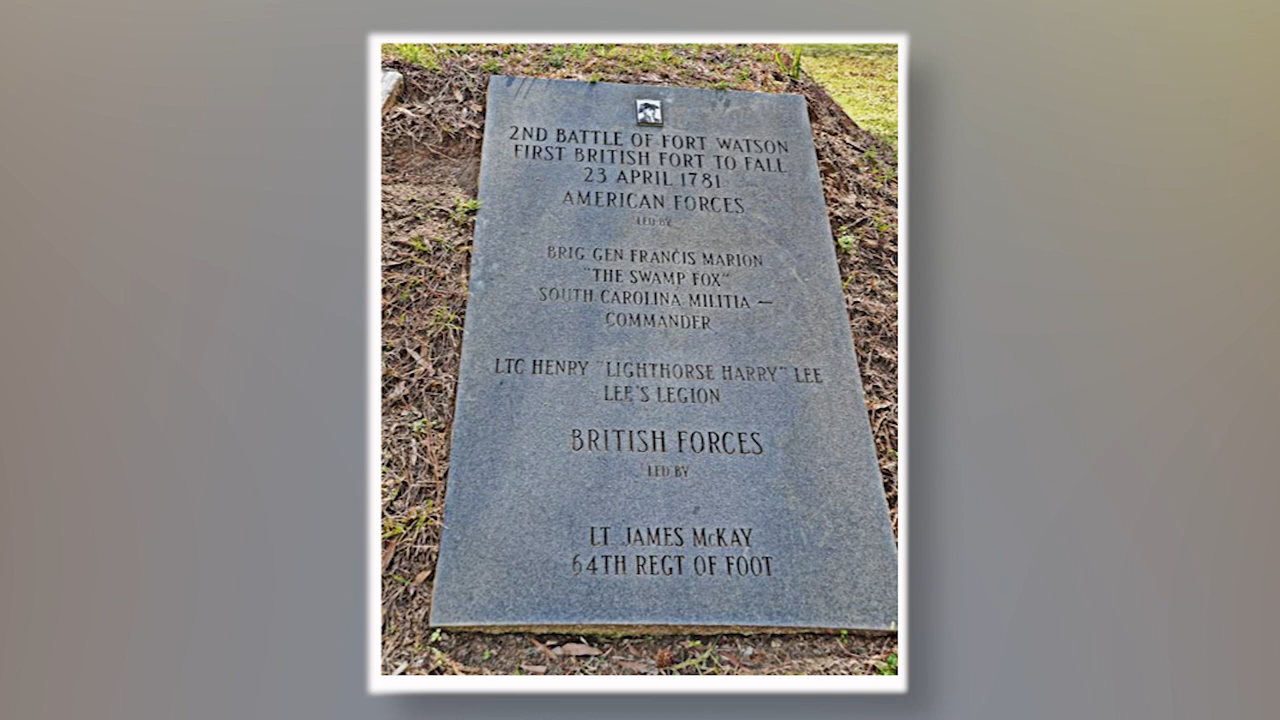 2ND BATTLE OF FORT WATSON
FIRST BRITISH FORT TO FALL
23 APRIL 1781
AMERICAN FORCES
LED BY
BRIG GEN FRANCIS MARION
"THE SWAMP FOX"
SOUTH CAROLINA MILITIA —
COMMANDER
LTC HENRY "LIGHTHORSE HARRY" LEE
LEE'S LEGION
BRITISH FORCES
LED BY
LT JAMES McKAY
64TH REGT OF FOOT